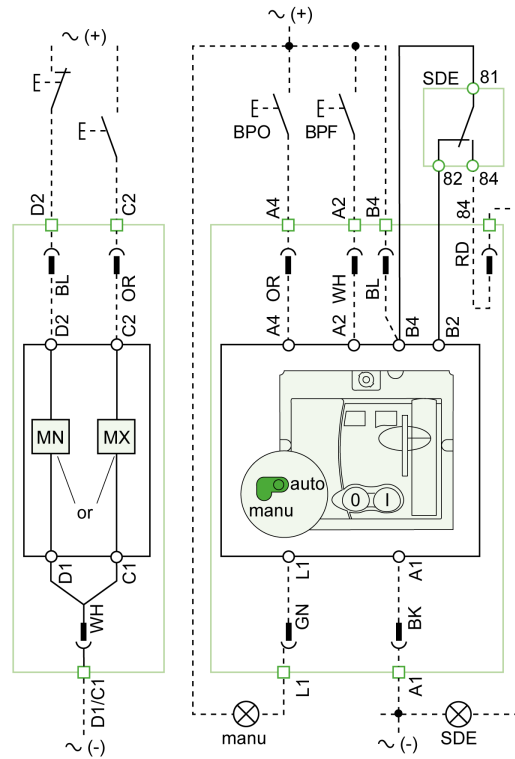 ∼ (+)
∼ (+)
SDE
81
BPO
BPF
82
84
D2
C2
A4
A2
B4
84
BL
OR
OR
WH
BL
RD
D2
C2
A4
A2
B4
B2
MN
MX
or
auto
manu
0
I
D1
C1
L1
A1
WH
GN
BK
D1/C1
L1
A1
manu
SDE
∼ (-)
∼ (-)